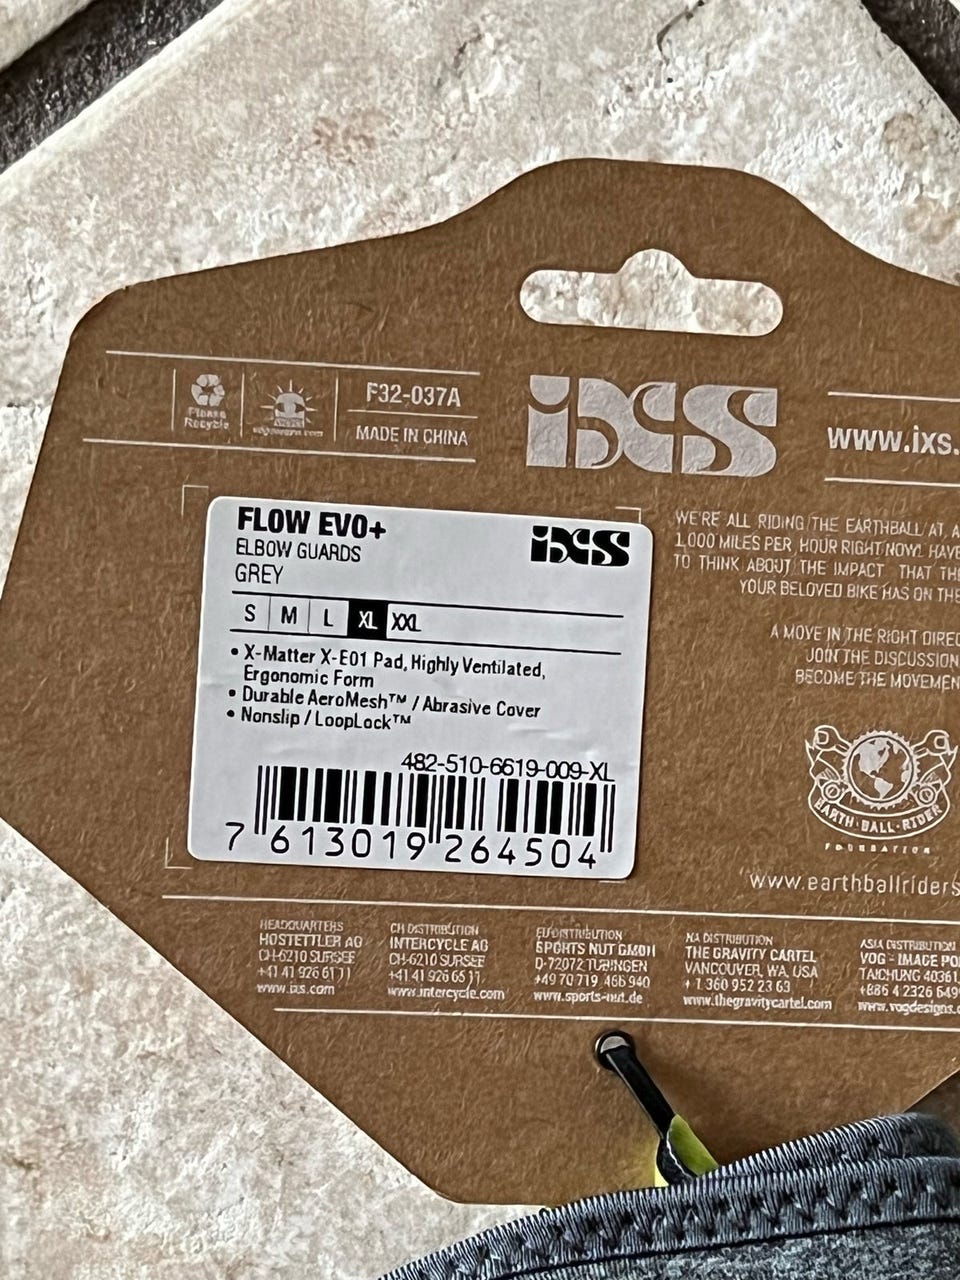 Please
Recycle
F32-037A
MADE IN CHINA
iXS
www.ixs.
FLOW EVO+
iXS
ELBOW GUARDS
GREY
S M L XL XXL
• X-Matter X-E01 Pad, Highly Ventilated,
Ergonomic Form
• Durable AeroMesh™ / Abrasive Cover
• Nonslip / LoopLock™
482-510-6619-009-XL
7 613019 264504
WE'RE ALL RIDING THE EARTHBALL AT, A
1,000 MILES PER HOUR RIGHT NOW! HAVE
TO THINK ABOUT THE IMPACT THAT TH
YOUR BELOVED BIKE HAS ON THE
A MOVE IN THE RIGHT DIREC
JOIN THE DISCUSSION
BECOME THE MOVEMEN
EARTH·BALL·RIDER
FOUNDATION
www.earthballriders
HEADQUARTERS
HOSTETTLER AG
CH-6210 SURSEE
+41 41 926 61 11
www.ixs.com
CH DISTRIBUTION
INTERCYCLE AG
CH-6210 SURSEE
+41 41 926 65 11
www.intercycle.com
EU DISTRIBUTION
SPORTS NUT GMBH
D-72072 TUBINGEN
+49 70 719 466 940
www.sports-nut.de
NA DISTRIBUTION
THE GRAVITY CARTEL
VANCOUVER, WA, USA
+ 1 360 952 23 63
www.thegravitycartel.com
ASIA DISTRIBUTION
VOG - IMAGE PO
TAICHUNG 40361,
+886 4 2326 649
www.vogdesigns.c